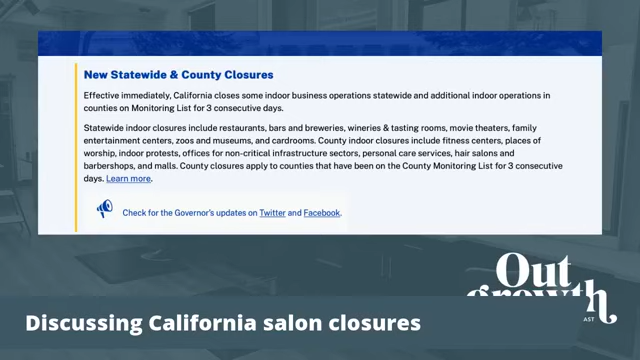 New Statewide & County Closures
Effective immediately, California closes some indoor business operations statewide and additional indoor operations in
counties on Monitoring List for 3 consecutive days.
Statewide indoor closures include restaurants, bars and breweries, wineries & tasting rooms, movie theaters, family
entertainment centers, zoos and museums, and cardrooms. County indoor closures include fitness centers, places of
worship, indoor protests, offices for non-critical infrastructure sectors, personal care services, hair salons and
barbershops, and malls. County closures apply to counties that have been on the County Monitoring List for 3 consecutive
days. Learn more.
Check for the Governor's updates on Twitter and Facebook.
Out
growth
AST
Discussing California salon closures